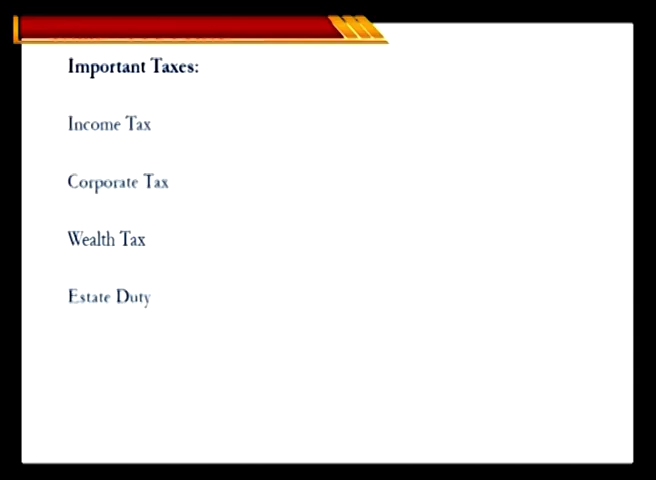 Important Taxes:
Income Tax
Corporate Tax
Wealth Tax
Estate Duty